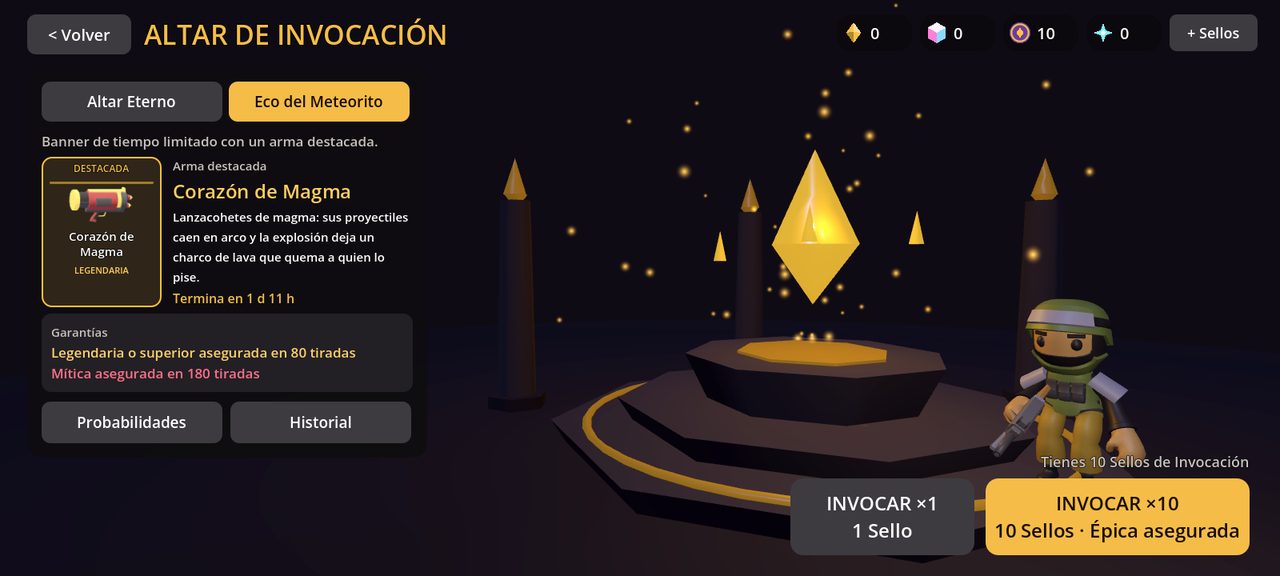 < Volver
ALTAR DE INVOCACIÓN
0
0
10
0
+ Sellos
Altar Eterno
Eco del Meteorito
Banner de tiempo limitado con un arma destacada.
DESTACADA
Corazón de
Magma
LEGENDARIA
Arma destacada
Corazón de Magma
Lanzacohetes de magma: sus proyectiles
caen en arco y la explosión deja un
charco de lava que quema a quien lo
pise.
Termina en 1 d 11 h
Garantías
Legendaria o superior asegurada en 80 tiradas
Mítica asegurada en 180 tiradas
Probabilidades
Historial
Tienes 10 Sellos de Invocación
INVOCAR ×1
1 Sello
INVOCAR ×10
10 Sellos · Épica asegurada